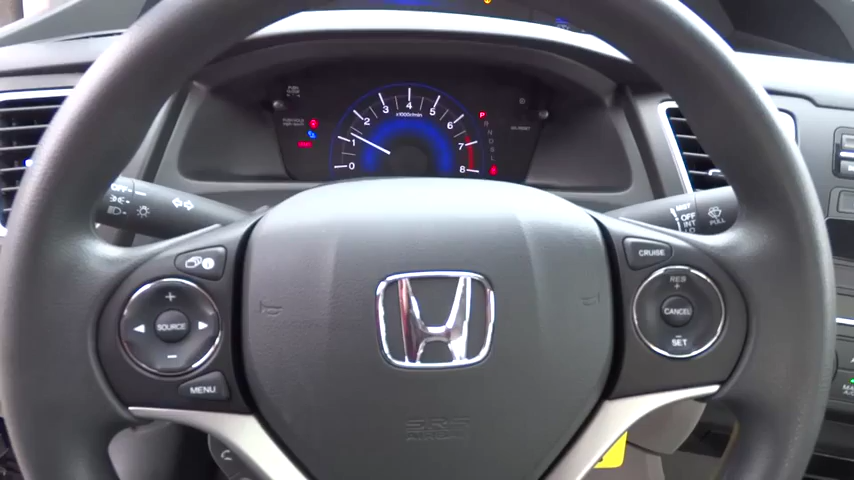 0 1 2 3 4 5 6 7 8
x1000r/min
P
R
N
D
S
L
OFF
MIST
OFF
INT
LO
PULL
CRUISE
RES
+
CANCEL
−
SET
+
SOURCE
−
MENU
SRS
AIRBAG